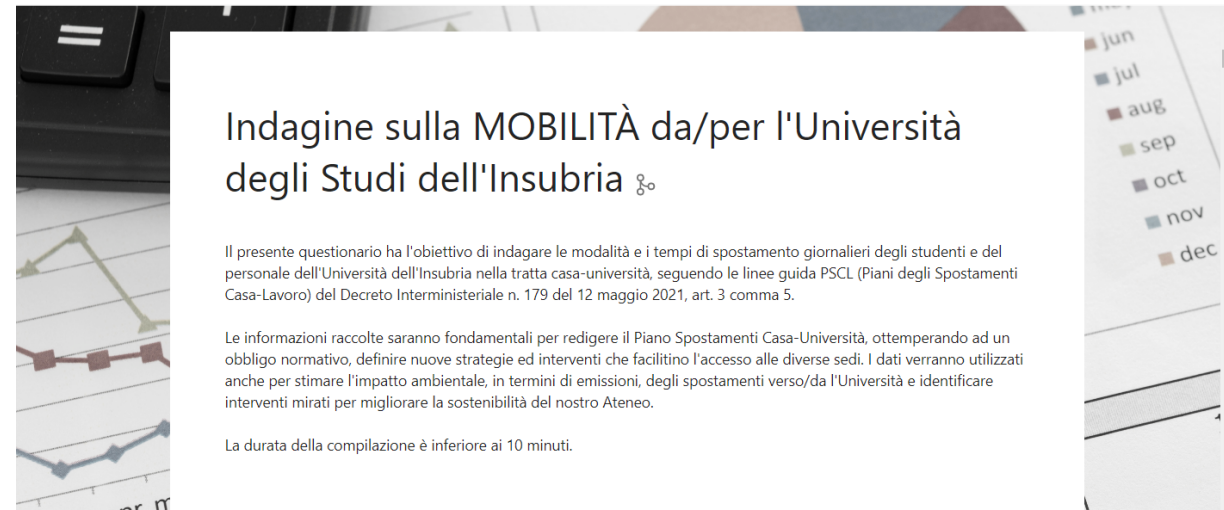 =
jun
jul
aug
sep
oct
nov
dec
Indagine sulla MOBILITÀ da/per l'Università
degli Studi dell'Insubria
Il presente questionario ha l'obiettivo di indagare le modalità e i tempi di spostamento giornalieri degli studenti e del
personale dell'Università dell'Insubria nella tratta casa-università, seguendo le linee guida PSCL (Piani degli Spostamenti
Casa-Lavoro) del Decreto Interministeriale n. 179 del 12 maggio 2021, art. 3 comma 5.
Le informazioni raccolte saranno fondamentali per redigere il Piano Spostamenti Casa-Università, ottemperando ad un
obbligo normativo, definire nuove strategie ed interventi che facilitino l'accesso alle diverse sedi. I dati verranno utilizzati
anche per stimare l'impatto ambientale, in termini di emissioni, degli spostamenti verso/da l'Università e identificare
interventi mirati per migliorare la sostenibilità del nostro Ateneo.
La durata della compilazione è inferiore ai 10 minuti.